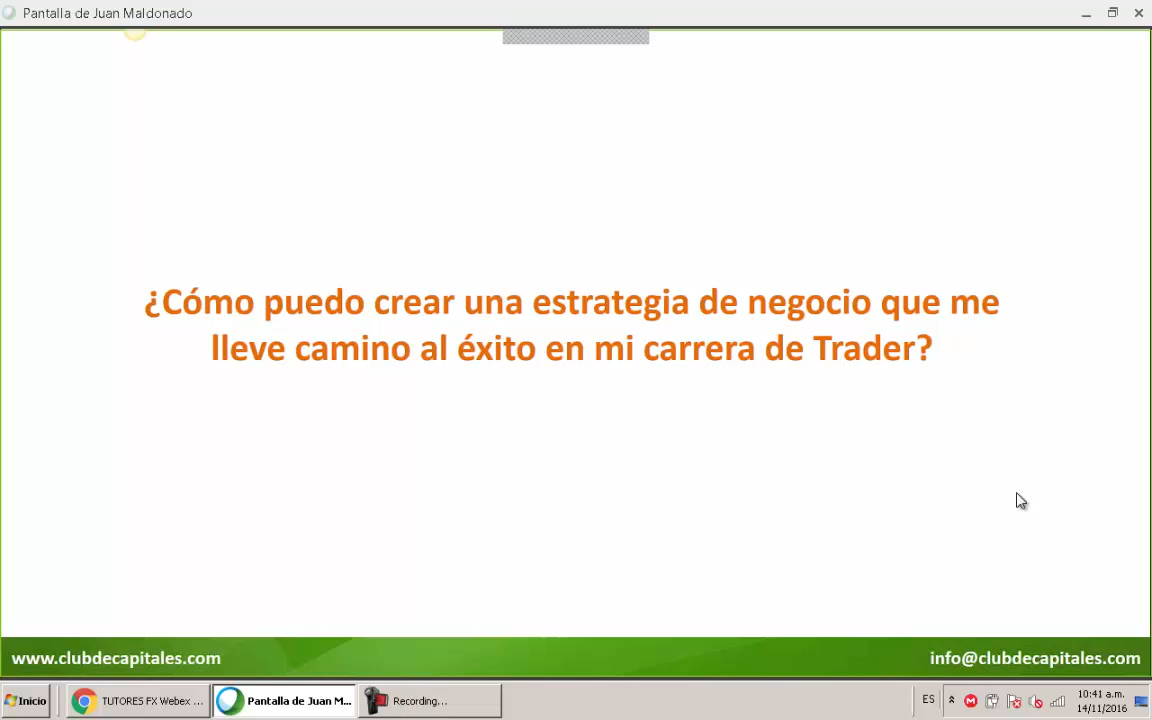 Pantalla de Juan Maldonado
¿Cómo puedo crear una estrategia de negocio que me
lleve camino al éxito en mi carrera de Trader?
www.clubdecapitales.com
info@clubdecapitales.com
Inicio
TUTORES FX Webex ...
Pantalla de Juan M...
Recording...
ES
10:41 a.m.
14/11/2016